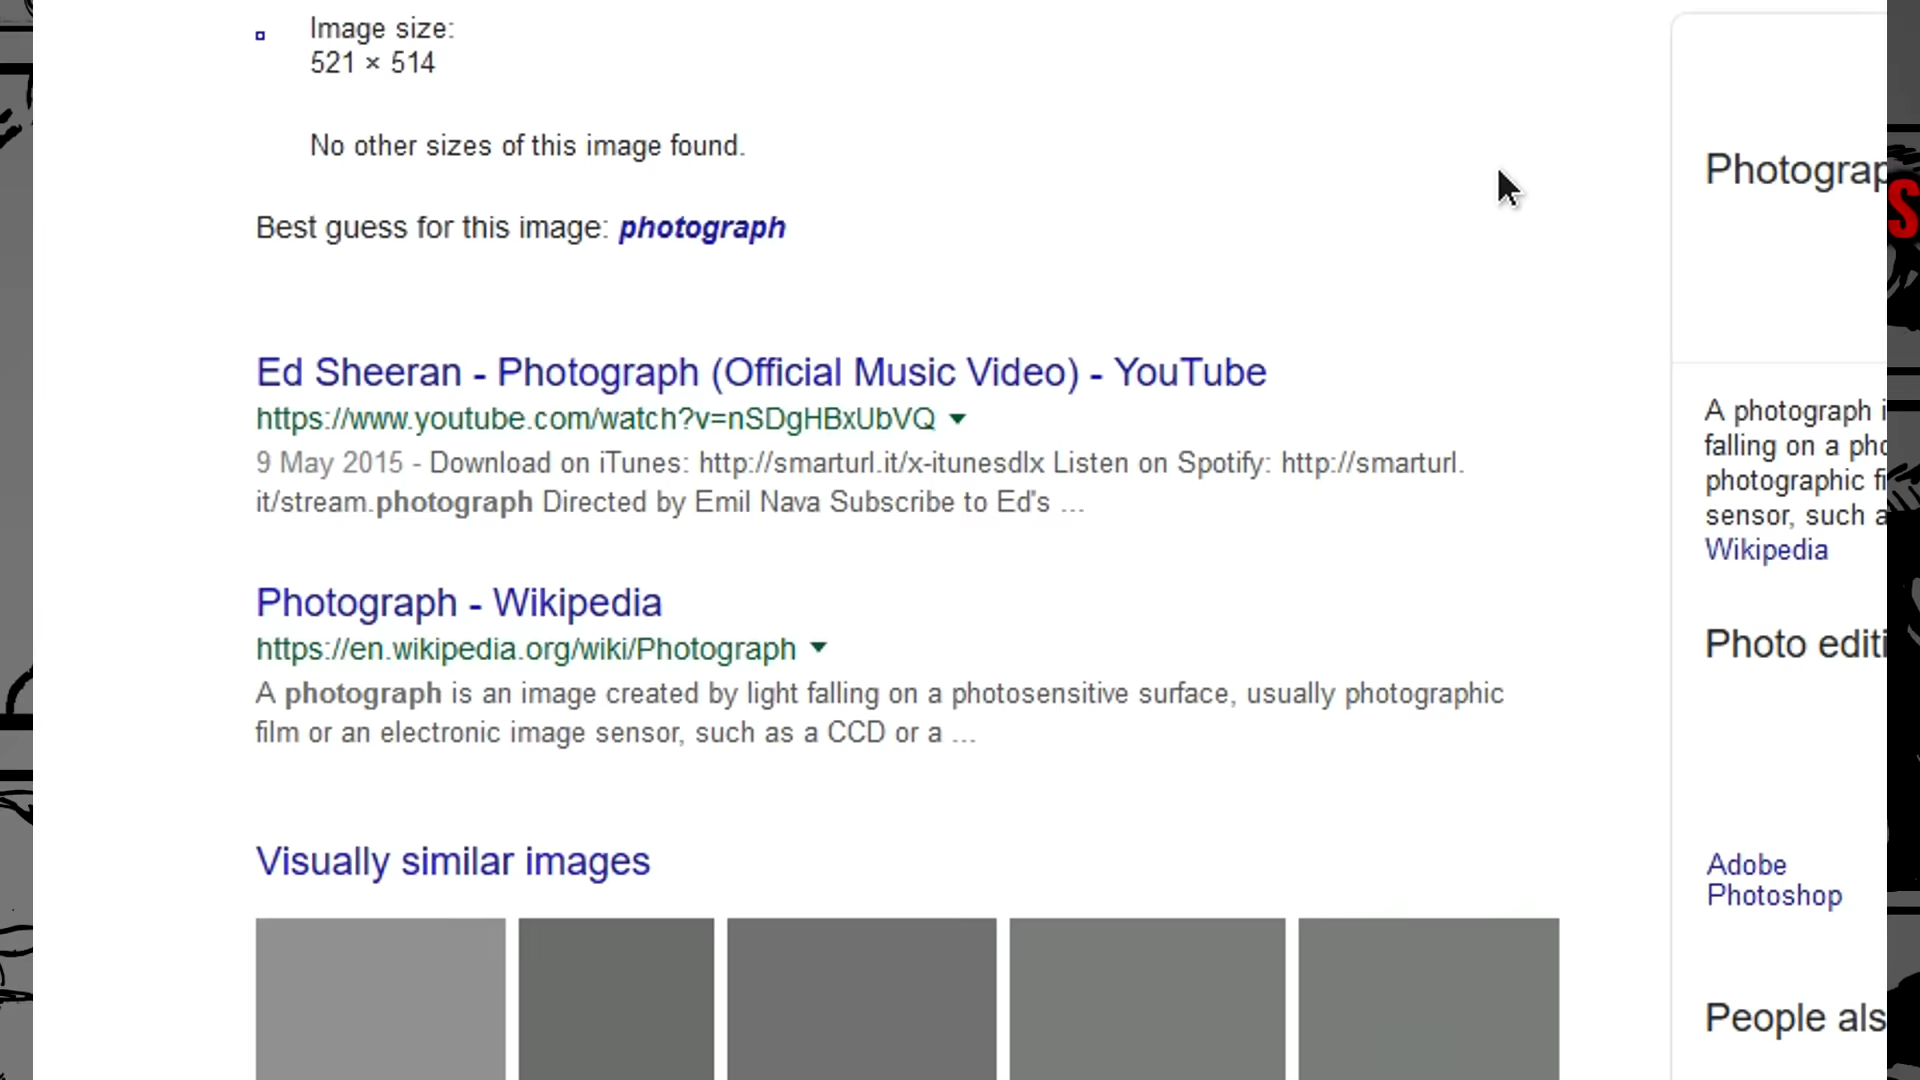 Image size:
521 × 514
No other sizes of this image found.
Best guess for this image: photograph
Ed Sheeran - Photograph (Official Music Video) - YouTube
https://www.youtube.com/watch?v=nSDgHBxUbVQ
9 May 2015 - Download on iTunes: http://smarturl.it/x-itunesdlx Listen on Spotify: http://smarturl.
it/stream.photograph Directed by Emil Nava Subscribe to Ed's ...
Photograph - Wikipedia
https://en.wikipedia.org/wiki/Photograph
A photograph is an image created by light falling on a photosensitive surface, usually photographic
film or an electronic image sensor, such as a CCD or a ...
Visually similar images
Photograp
A photograph i
falling on a pho
photographic fi
sensor, such a
Wikipedia
Photo editi
Adobe
Photoshop
People als
S